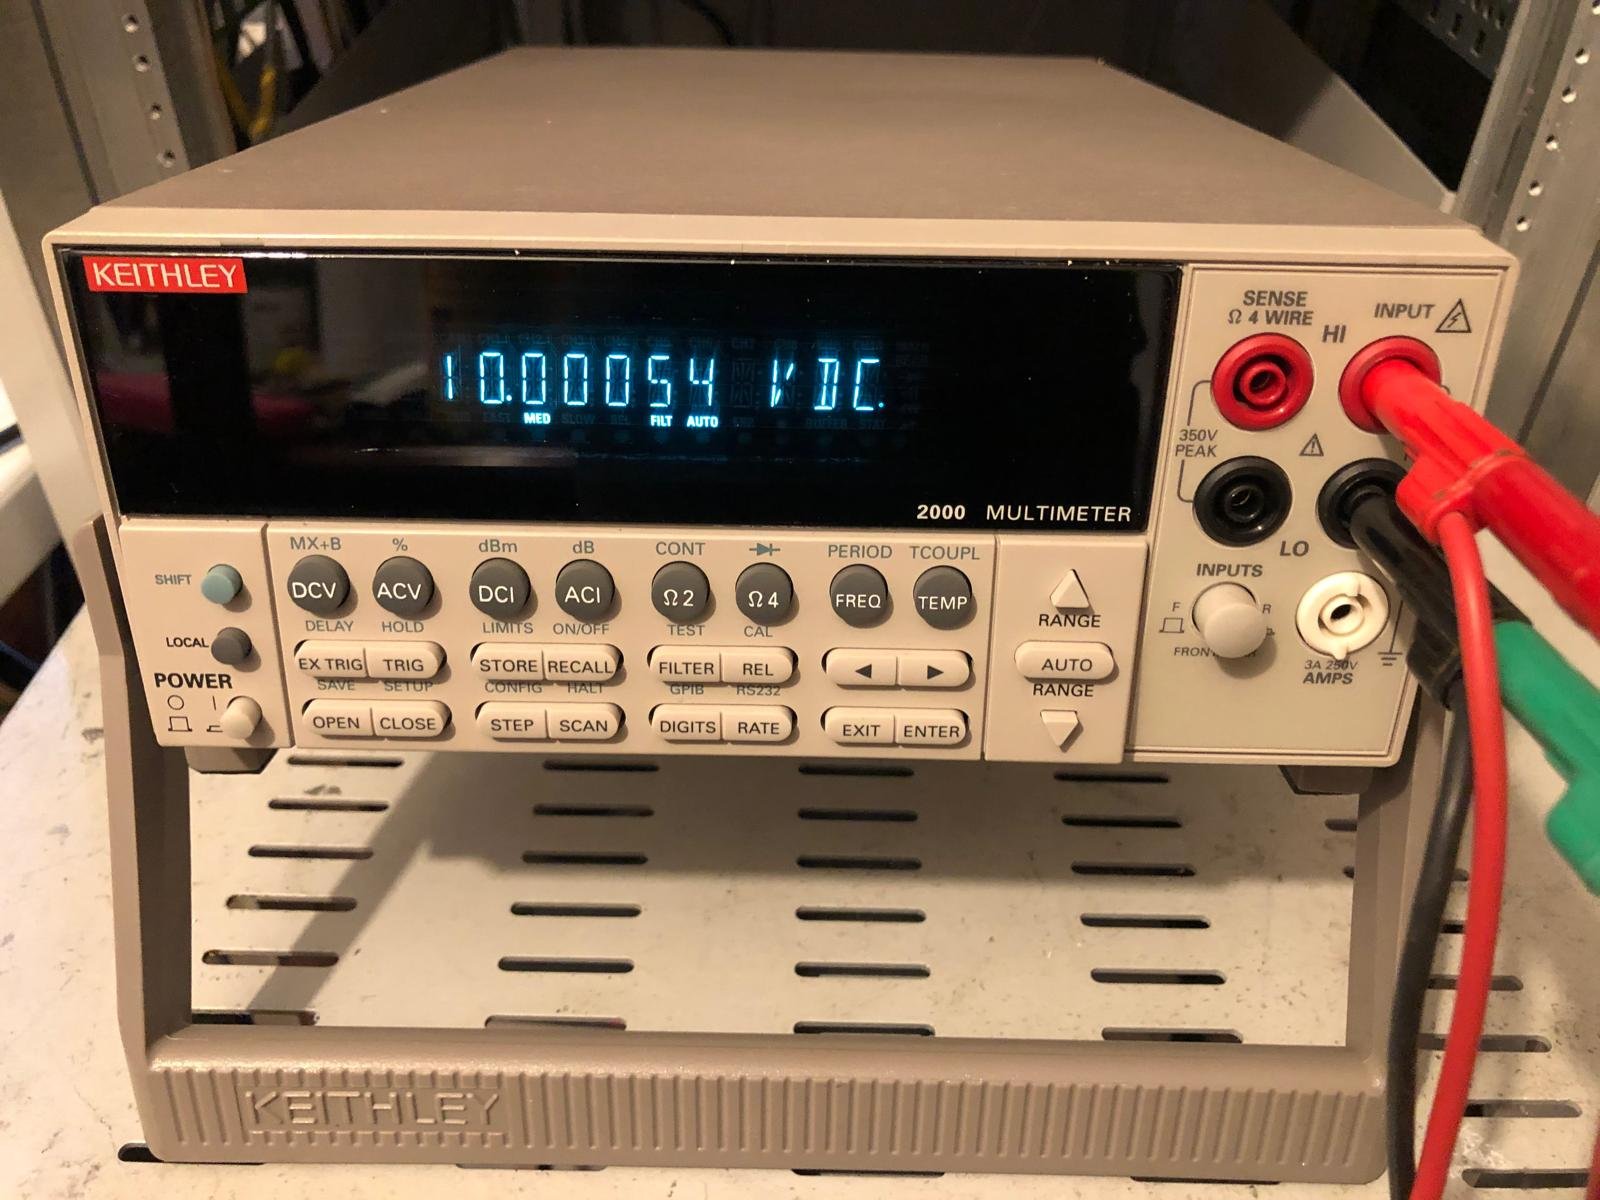 KEITHLEY
10.00054 VDC
MED FILT AUTO
2000 MULTIMETER
SENSE
Ω 4 WIRE
HI
INPUT
350V
PEAK
LO
INPUTS
F R
3A 250V
AMPS
MX+B % dBm dB CONT PERIOD TCOUPL
SHIFT DCV ACV DCI ACI Ω2 Ω4 FREQ TEMP
DELAY HOLD LIMITS ON/OFF TEST CAL
LOCAL EX TRIG TRIG STORE RECALL FILTER REL ◀ ▶
SAVE SETUP CONFIG HALT GPIB RS232
POWER
OPEN CLOSE STEP SCAN DIGITS RATE EXIT ENTER
RANGE
AUTO
RANGE
KEITHLEY